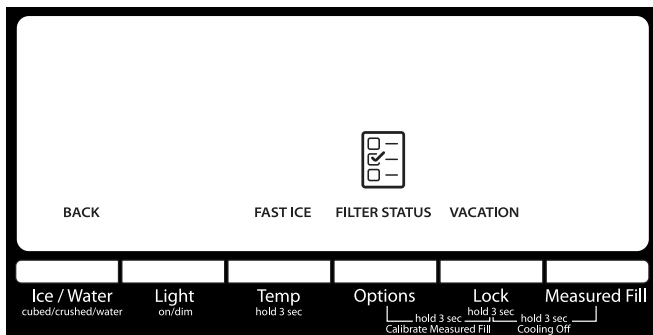 BACK FAST ICE FILTER STATUS VACATION
Ice / Water Light Temp Options Lock Measured Fill
cubed/crushed/water on/dim hold 3 sec hold 3 sec
hold 3 sec hold 3 sec
Calibrate Measured Fill Cooling Off